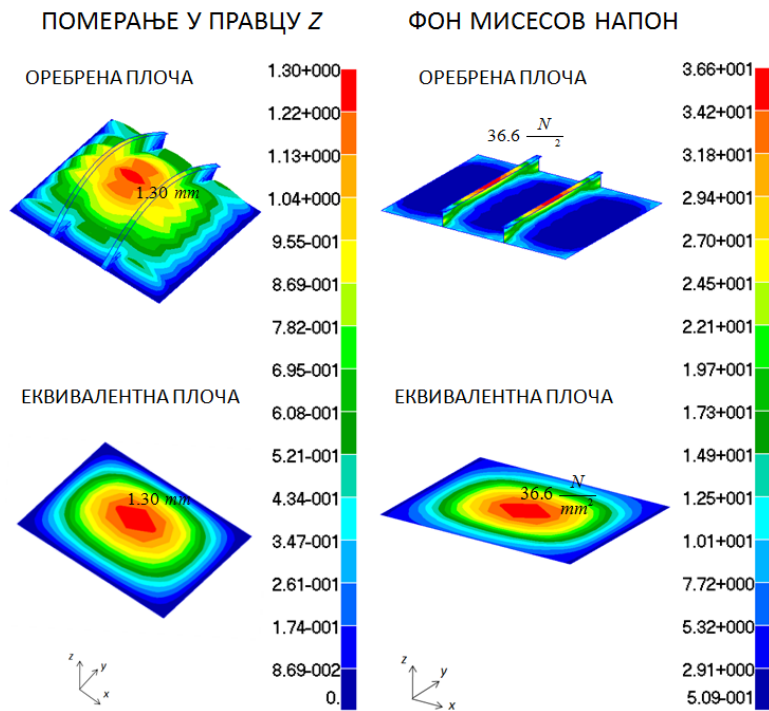 ПОМЕРАЊЕ У ПРАВЦУ Z
ФОН МИСЕСОВ НАПОН
ОРЕБРЕНА ПЛОЧА
1.30 mm
1.30+000
1.22+000
1.13+000
1.04+000
9.55-001
8.69-001
7.82-001
6.95-001
6.08-001
5.21-001
4.34-001
3.47-001
2.61-001
1.74-001
8.69-002
0.
ЕКВИВАЛЕНТНА ПЛОЧА
1.30 mm
z
y
x
ОРЕБРЕНА ПЛОЧА
36.6 N
2
3.66+001
3.42+001
3.18+001
2.94+001
2.70+001
2.45+001
2.21+001
1.97+001
1.73+001
1.49+001
1.25+001
1.01+001
7.72+000
5.32+000
2.91+000
5.09-001
ЕКВИВАЛЕНТНА ПЛОЧА
36.6 N
mm²
z
y
x